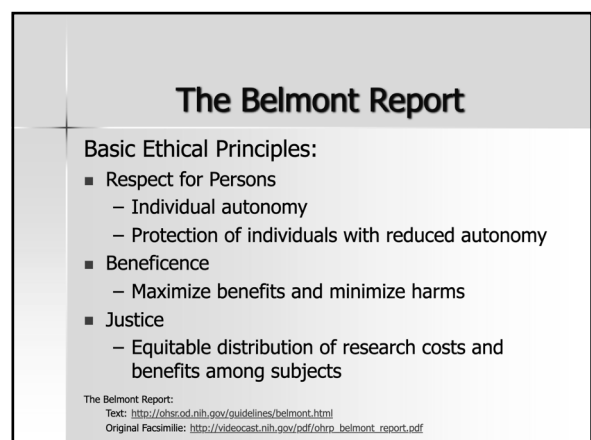 The Belmont Report
Basic Ethical Principles:
■ Respect for Persons
– Individual autonomy
– Protection of individuals with reduced autonomy
■ Beneficence
– Maximize benefits and minimize harms
■ Justice
– Equitable distribution of research costs and
benefits among subjects
The Belmont Report:
Text: http://ohsr.od.nih.gov/guidelines/belmont.html
Original Facsimilie: http://videocast.nih.gov/pdf/ohrp_belmont_report.pdf